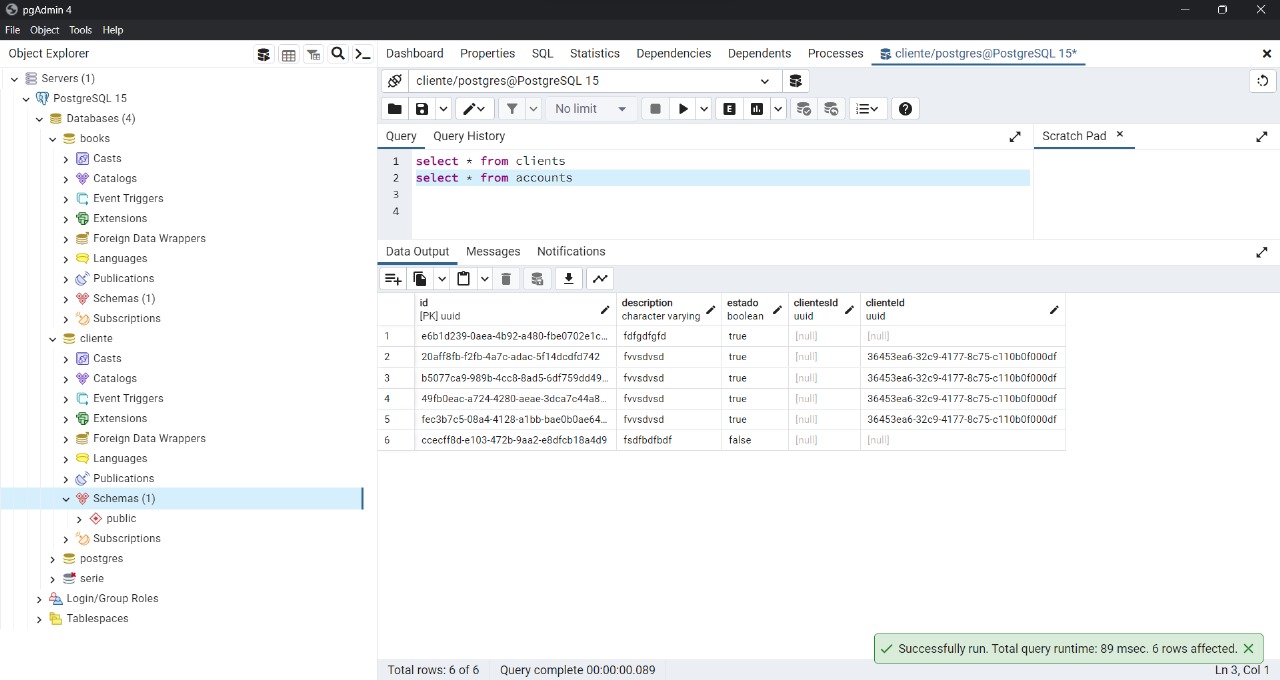 pgAdmin 4
File Object Tools Help
Object Explorer
Dashboard Properties SQL Statistics Dependencies Dependents Processes cliente/postgres@PostgreSQL 15*
Servers (1)
PostgreSQL 15
Databases (4)
books
Casts
Catalogs
Event Triggers
Extensions
Foreign Data Wrappers
Languages
Publications
Schemas (1)
Subscriptions
cliente
Casts
Catalogs
Event Triggers
Extensions
Foreign Data Wrappers
Languages
Publications
Schemas (1)
public
Subscriptions
postgres
serie
Login/Group Roles
Tablespaces
cliente/postgres@PostgreSQL 15
No limit
E
Query Query History
Scratch Pad
1 select * from clients
2 select * from accounts
3
4
Data Output Messages Notifications
id description estado clientesId clienteId
[PK] uuid character varying boolean uuid uuid
1 e6b1d239-0aea-4b92-a480-fbe0702e1c... fdfgdfgfd true [null] [null]
2 20aff8fb-f2fb-4a7c-adac-5f14dcdfd742 fvvsdvsd true [null] 36453ea6-32c9-4177-8c75-c110b0f000df
3 b5077ca9-989b-4cc8-8ad5-6df759dd49... fvvsdvsd true [null] 36453ea6-32c9-4177-8c75-c110b0f000df
4 49fb0eac-a724-4280-aeae-3dca7c44a8... fvvsdvsd true [null] 36453ea6-32c9-4177-8c75-c110b0f000df
5 fec3b7c5-08a4-4128-a1bb-bae0b0ae64... fvvsdvsd true [null] 36453ea6-32c9-4177-8c75-c110b0f000df
6 ccecff8d-e103-472b-9aa2-e8dfcb18a4d9 fsdfbdfbdf false [null] [null]
Successfully run. Total query runtime: 89 msec. 6 rows affected.
Total rows: 6 of 6 Query complete 00:00:00.089 Ln 3, Col 1